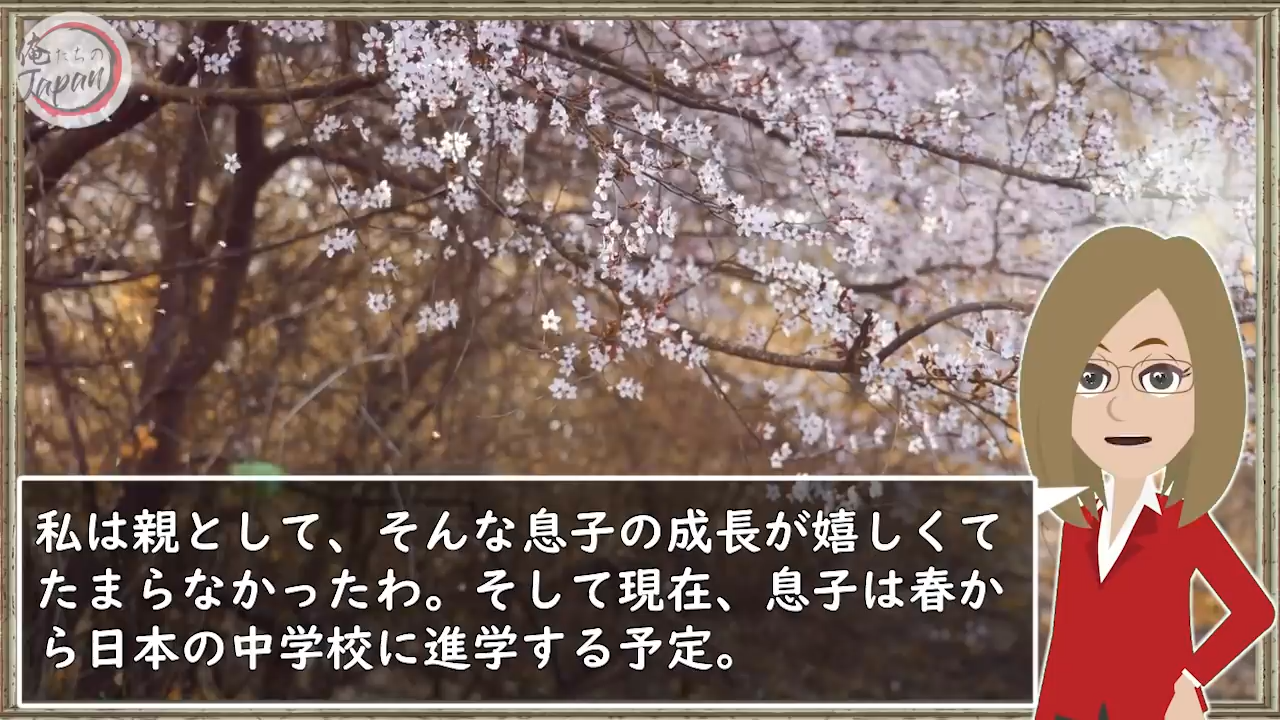 俺たちの
Japan
私は親として、そんな息子の成長が嬉しくて
たまらなかったわ。そして現在、息子は春か
ら日本の中学校に進学する予定。